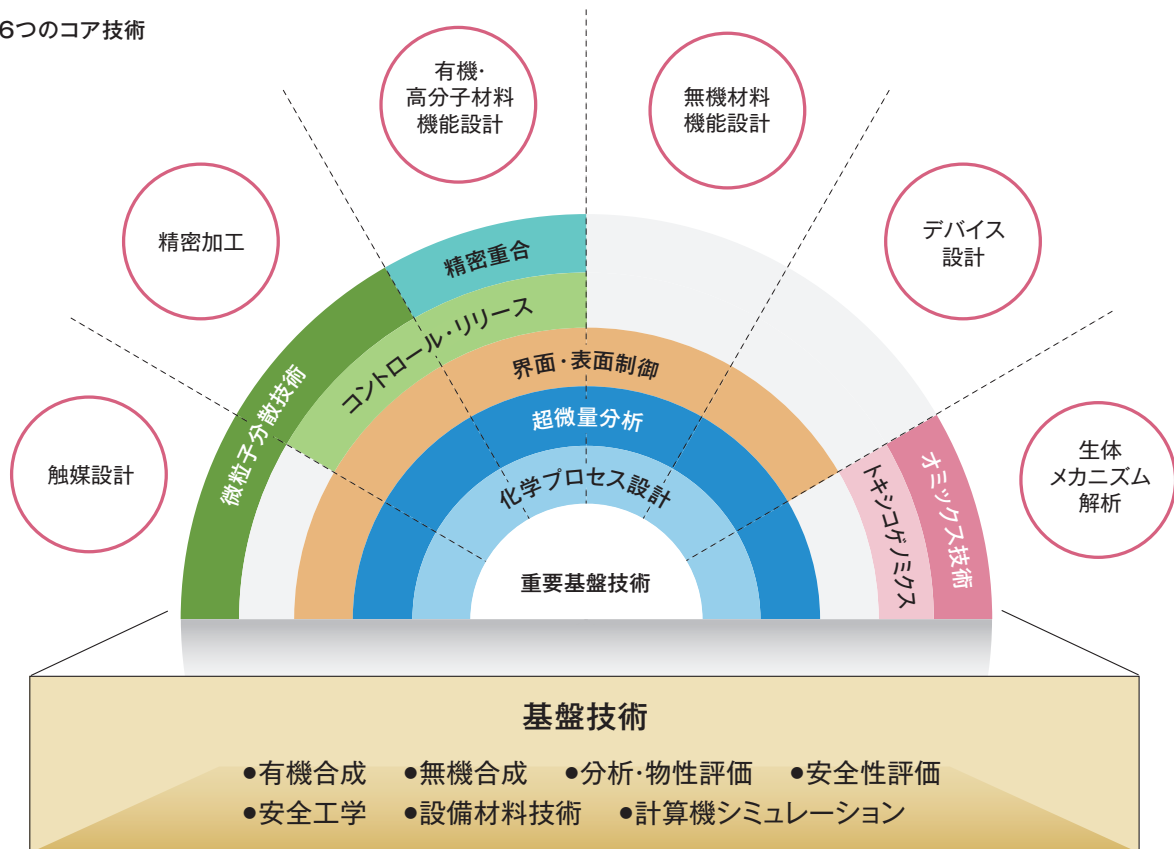 6つのコア技術
有機・
高分子材料
機能設計
無機材料
機能設計
精密加工
デバイス
設計
触媒設計
生体
メカニズム
解析
精密重合
コントロール・リリース
微粒子分散技術
界面・表面制御
超微量分析
化学プロセス設計
重要基盤技術
トキシコゲノミクス
オミックス技術
基盤技術
●有機合成 ●無機合成 ●分析・物性評価 ●安全性評価
●安全工学 ●設備材料技術 ●計算機シミュレーション